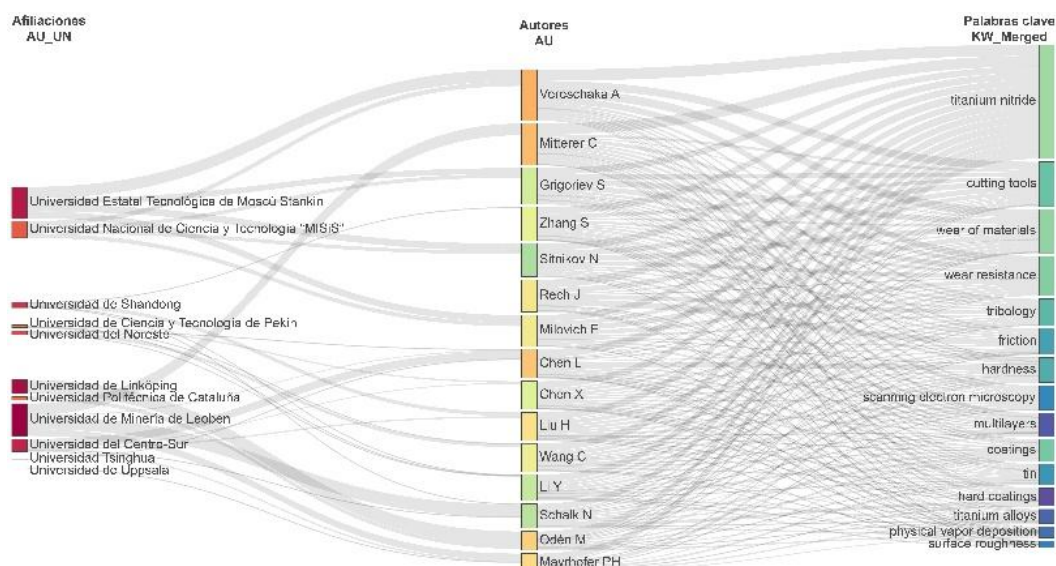 Afiliaciones
AU_UN
Universidad Estatal Tecnológica de Moscú Stankin
Universidad Nacional de Ciencia y Tecnología "MISiS"
Universidad de Shandong
Universidad de Ciencia y Tecnología de Pekín
Universidad del Noreste
Universidad de Linköping
Universidad Politécnica de Cataluña
Universidad de Minería de Leoben
Universidad del Centro-Sur
Universidad Tsinghua
Universidad de Uppsala
Autores
AU
Vereschaka A
Mitterer C
Grigoriev S
Zhang S
Sitnikov N
Rech J
Milovich F
Chen L
Chen X
Liu H
Wang C
Li Y
Schalk N
Odén M
Mayrhofer PH
Palabras clave
KW_Merged
titanium nitride
cutting tools
wear of materials
wear resistance
tribology
friction
hardness
scanning electron microscopy
multilayers
coatings
tin
hard coatings
titanium alloys
physical vapor deposition
surface roughness